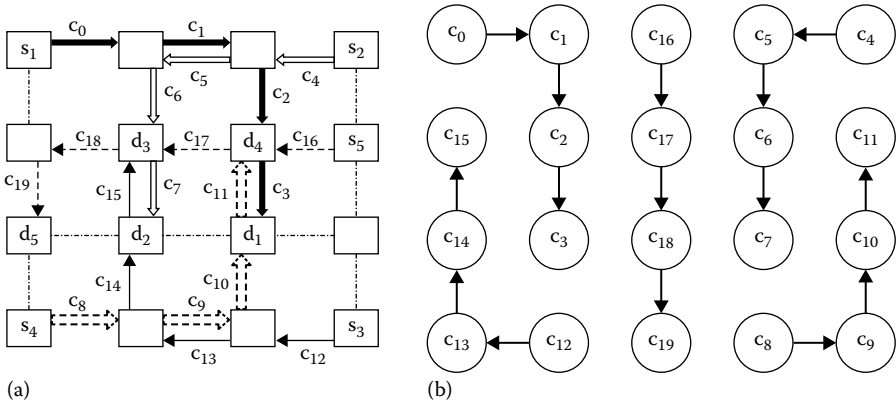 c₀ c₁
s₁ s₂
c₅ c₄
c₆ c₂
c₁₈ d₃ c₁₇ d₄ c₁₆ s₅
c₁₉ c₁₅ c₇ c₁₁ c₃
d₅ d₂ d₁
c₁₄ c₁₀
c₈ c₉
s₄ s₃
c₁₃ c₁₂
(a)
c₀ c₁ c₁₆ c₅ c₄
c₁₅ c₂ c₁₇ c₆ c₁₁
c₁₄ c₃ c₁₈ c₇ c₁₀
c₁₃ c₁₂ c₁₉ c₈ c₉
(b)